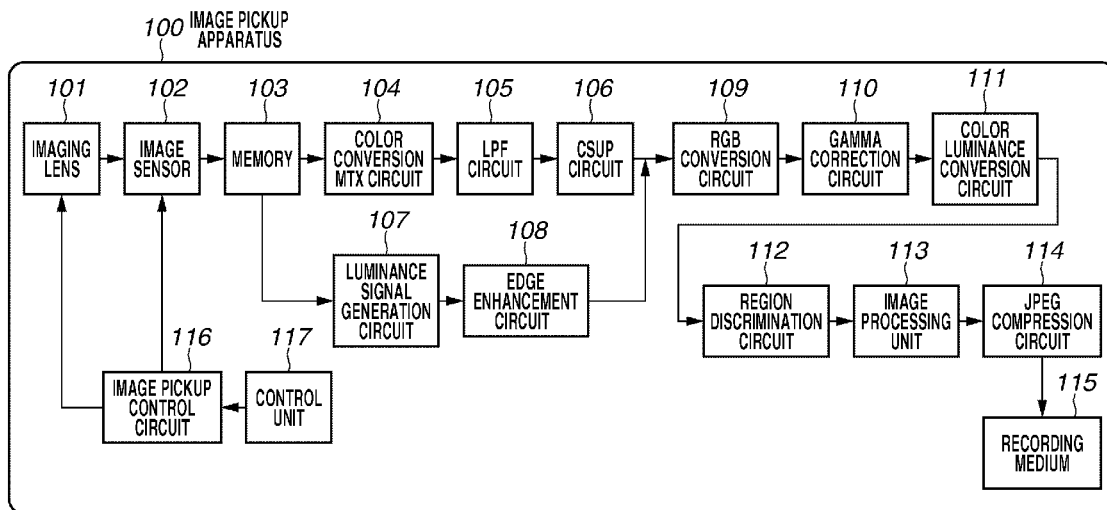 100 IMAGE PICKUP
APPARATUS
101
102
103
104
105
106
109
110
111
IMAGING
LENS
IMAGE
SENSOR
MEMORY
COLOR
CONVERSION
MTX CIRCUIT
LPF
CIRCUIT
CSUP
CIRCUIT
RGB
CONVERSION
CIRCUIT
GAMMA
CORRECTION
CIRCUIT
COLOR
LUMINANCE
CONVERSION
CIRCUIT
107
108
LUMINANCE
SIGNAL
GENERATION
CIRCUIT
EDGE
ENHANCEMENT
CIRCUIT
112
113
114
REGION
DISCRIMINATION
CIRCUIT
IMAGE
PROCESSING
UNIT
JPEG
COMPRESSION
CIRCUIT
116
117
IMAGE PICKUP
CONTROL
CIRCUIT
CONTROL
UNIT
115
RECORDING
MEDIUM